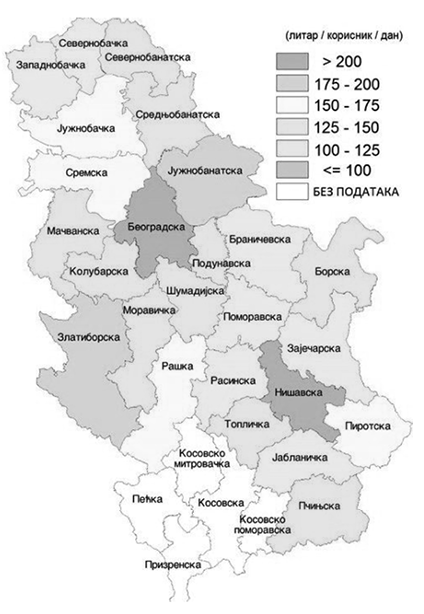 (литар / корисник / дан)
> 200
175 - 200
150 - 175
125 - 150
100 - 125
<= 100
БЕЗ ПОДАТАКА
Севернобачка
Западнобачка
Севернобанатска
Средњобанатска
Јужнобачка
Јужнобанатска
Сремска
Мачванска
Београдска
Браничевска
Подунавска
Колубарска
Борска
Шумадијска
Моравичка
Поморавска
Златиборска
Зајечарска
Рашка
Расинска
Нишавска
Топличка
Пиротска
Косовско
митровачка
Јабланичка
Пећка
Косовска
Пчињска
Косовско
поморавска
Призренска